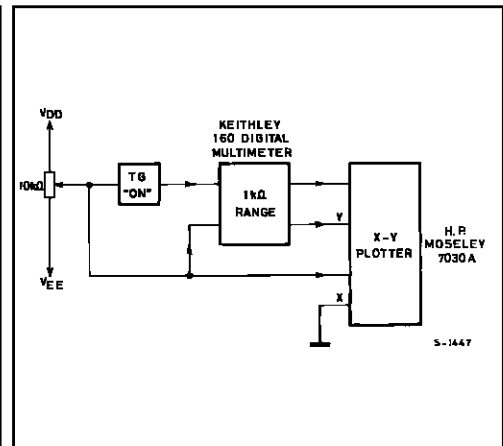 VDD
KEITHLEY
160 DIGITAL
MULTIMETER
10kΩ
TG
"ON"
1kΩ
RANGE
Y
X-Y
PLOTTER
H.P.
MOSELEY
7030A
VEE
X
S-1447